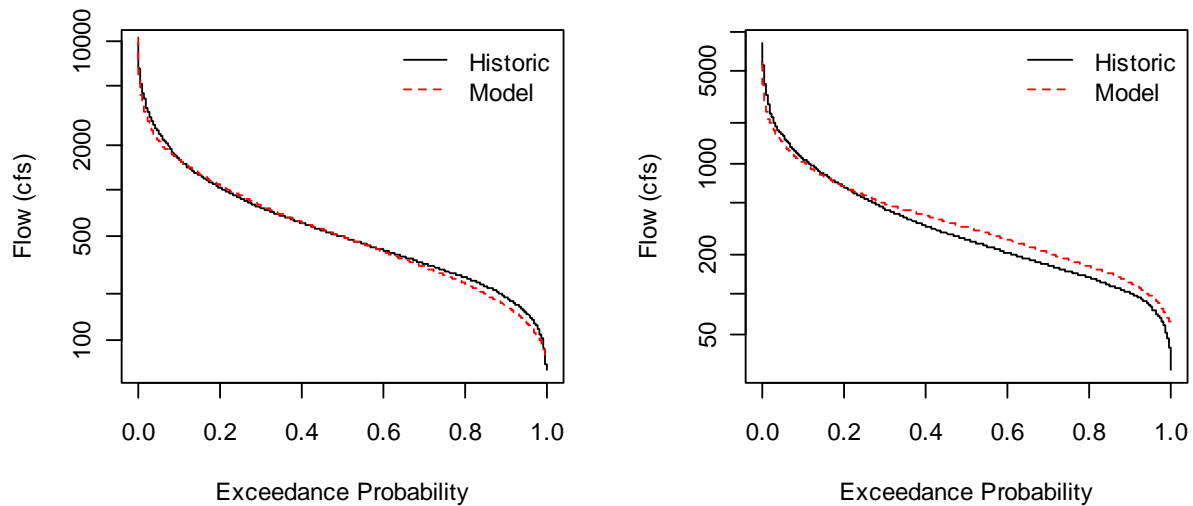 10000
2000
500
100
Flow (cfs)
Historic
Model
0.0 0.2 0.4 0.6 0.8 1.0
Exceedance Probability
5000
1000
200
50
Flow (cfs)
Historic
Model
0.0 0.2 0.4 0.6 0.8 1.0
Exceedance Probability